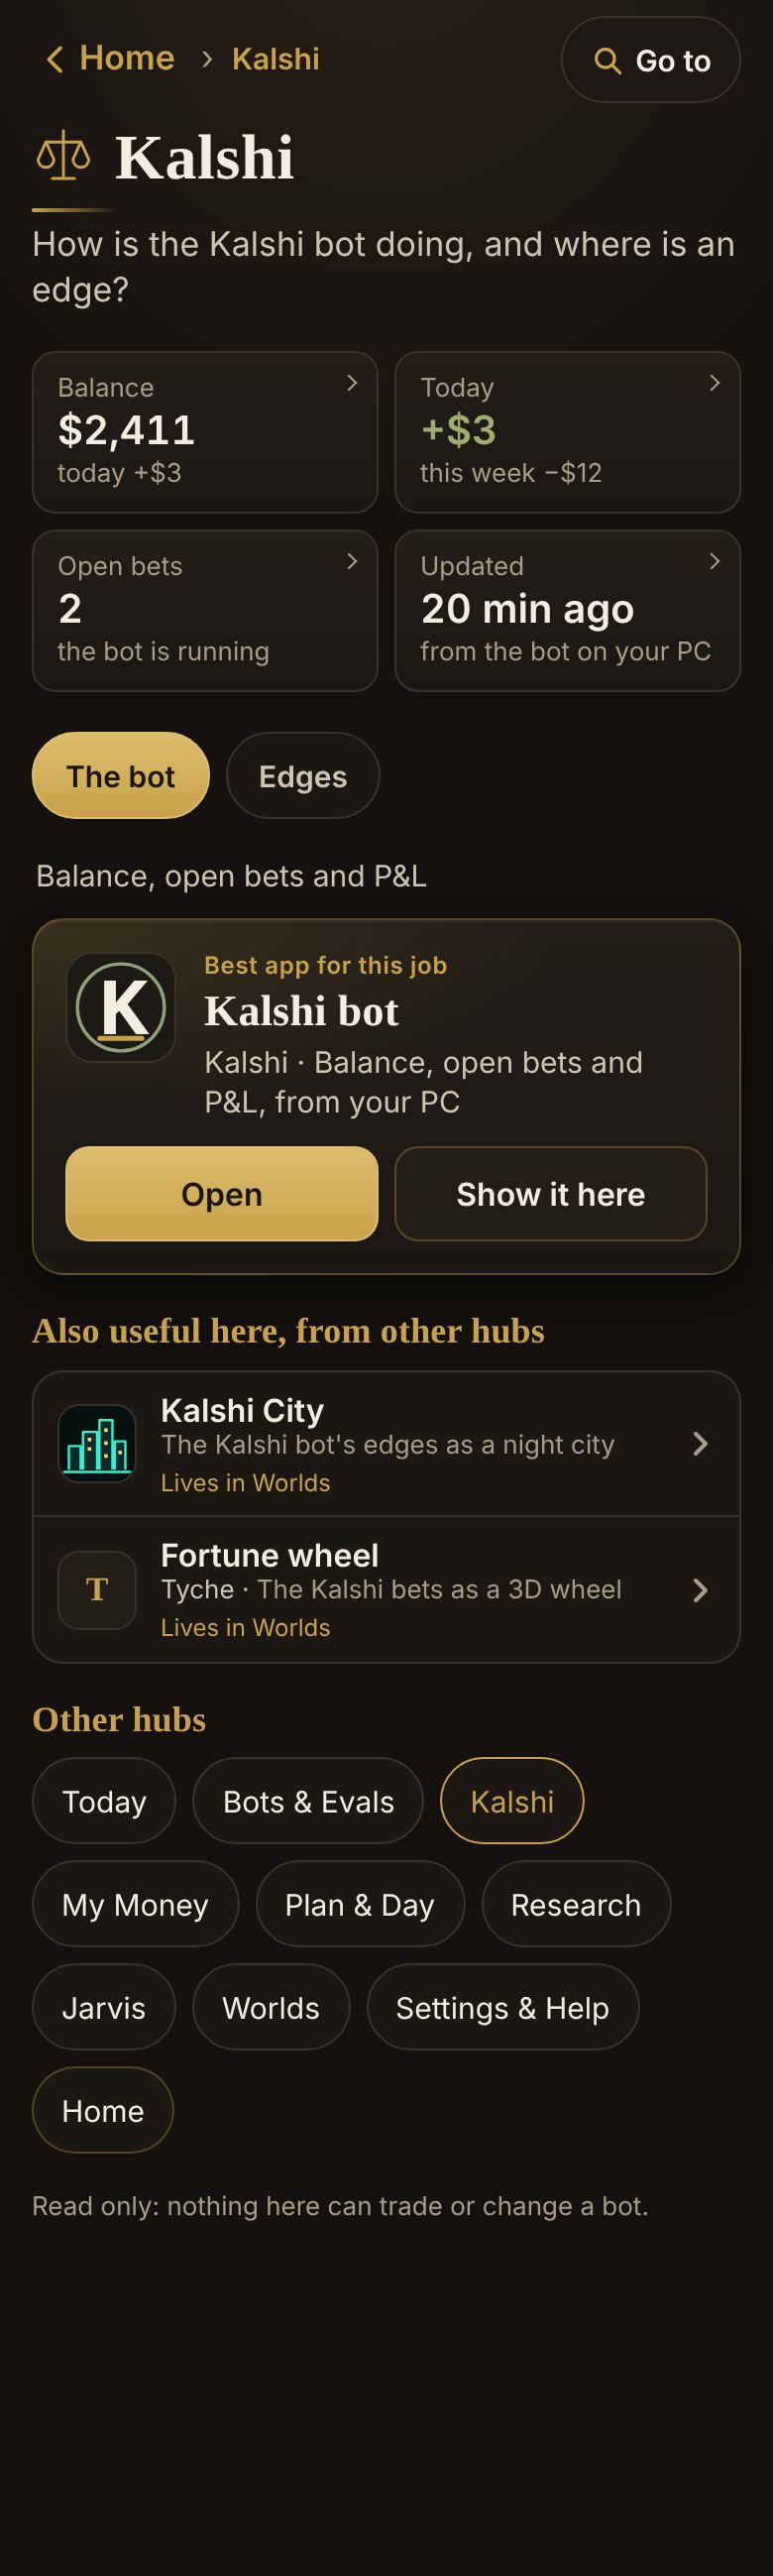 Home › Kalshi
Go to
Kalshi
How is the Kalshi bot doing, and where is an
edge?
Balance
$2,411
today +$3
Today
+$3
this week −$12
Open bets
2
the bot is running
Updated
20 min ago
from the bot on your PC
The bot
Edges
Balance, open bets and P&L
K
Best app for this job
Kalshi bot
Kalshi · Balance, open bets and
P&L, from your PC
Open
Show it here
Also useful here, from other hubs
Kalshi City
The Kalshi bot's edges as a night city
Lives in Worlds
T
Fortune wheel
Tyche · The Kalshi bets as a 3D wheel
Lives in Worlds
Other hubs
Today
Bots & Evals
Kalshi
My Money
Plan & Day
Research
Jarvis
Worlds
Settings & Help
Home
Read only: nothing here can trade or change a bot.